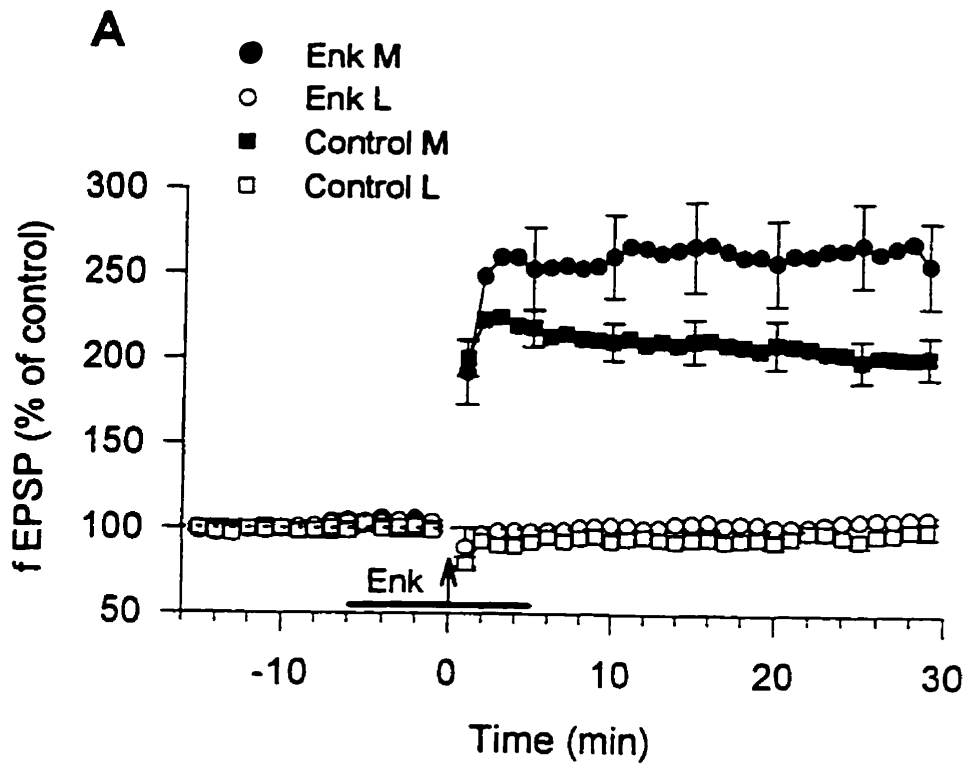 A
Enk M
Enk L
Control M
Control L
300
250
200
150
100
50
f EPSP (% of control)
Enk
-10
0
10
20
30
Time (min)